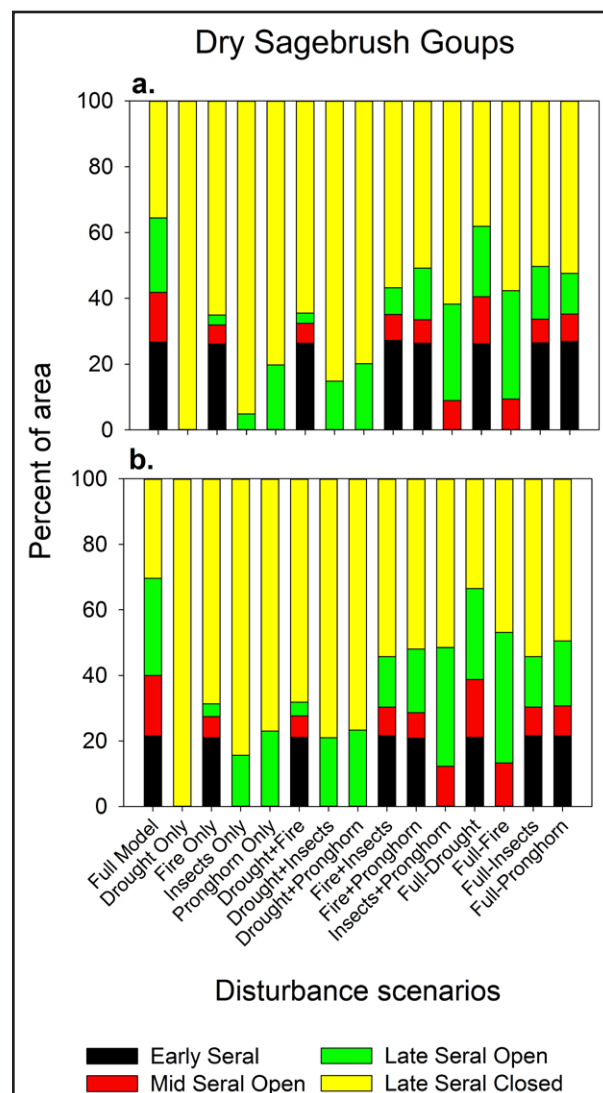 Dry Sagebrush Goups
a.
100
80
60
40
20
0
b.
100
80
60
40
20
0
Percent of area
Full Model
Drought Only
Fire Only
Insects Only
Pronghorn Only
Drought+Fire
Drought+Insects
Drought+Pronghorn
Fire+Insects
Fire+Pronghorn
Insects+Pronghorn
Full-Drought
Full-Fire
Full-Insects
Full-Pronghorn
Disturbance scenarios
Early Seral
Late Seral Open
Mid Seral Open
Late Seral Closed